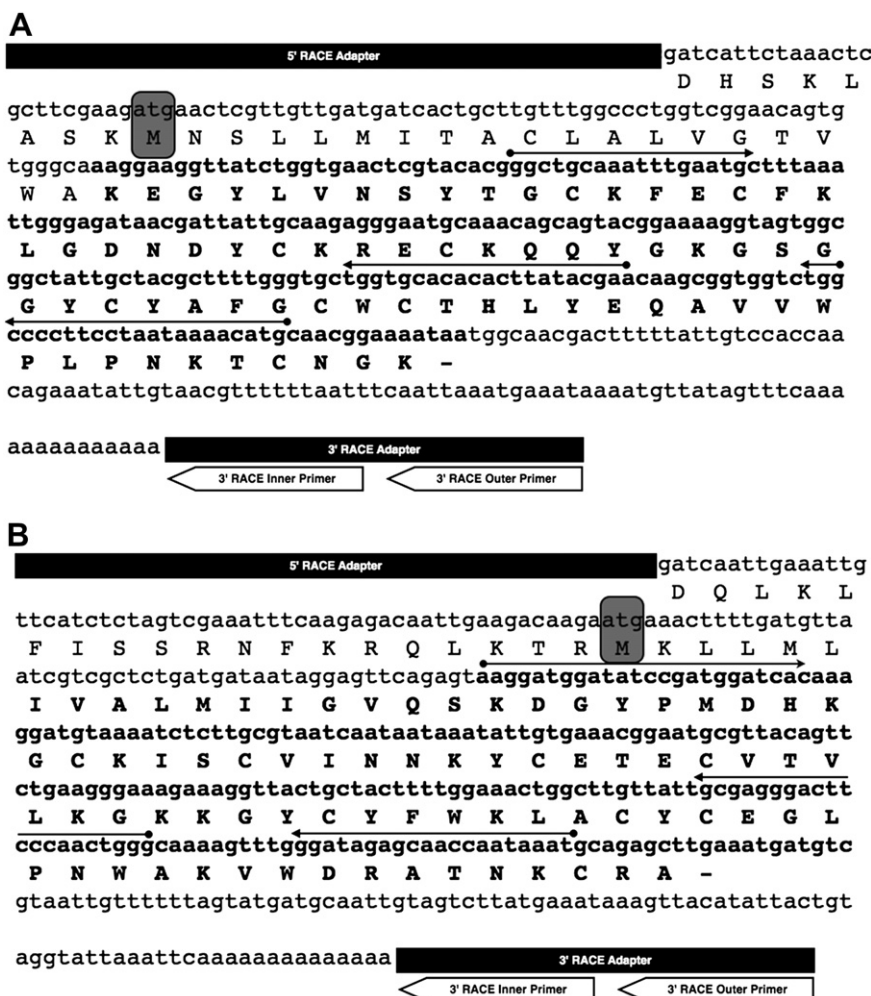 A
5' RACE Adapter
gatcattctaaactc
D H S K L
gcttcgaagatgaactcgttgttgatgatcactgcttgtttggccctggtcggaacagtg
A S K M N S L L M I T A C L A L V G T V
tgggcaaaggaaggttatctggtgaactcgtacacgggctgcaaatttgaatgctttaaa
W A K E G Y L V N S Y T G C K F E C F K
ttgggagataacgattattgcaagagggaatgcaaacagcagtacggaaaaggtagtggc
L G D N D Y C K R E C K Q Q Y G K G S G
ggctattgctacgcttttgggtgctggtgcacacacttatacgaacaagcggtggtctgg
G Y C Y A F G C W C T H L Y E Q A V V W
ccccttcctaataaaacatgcaacggaaaataatggcaacgactttttattgtccaccaa
P L P N K T C N G K –
cagaaatattgtaacgttttttaatttcaattaaatgaaataaaatgttatagtttcaaa
aaaaaaaaaaa
3' RACE Adapter
3' RACE Inner Primer
3' RACE Outer Primer
B
5' RACE Adapter
gatcaattgaaattg
D Q L K L
ttcatctctagtcgaaatttcaagagacaattgaagacaagaatgaaacttttgatgtta
F I S S R N F K R Q L K T R M K L L M L
atcgtcgctctgatgataataggagttcagagtaaggatggatatccgatggatcacaaa
I V A L M I I G V Q S K D G Y P M D H K
ggatgtaaaatctcttgcgtaatcaataataaatattgtgaaacggaatgcgttacagtt
G C K I S C V I N N K Y C E T E C V T V
ctgaagggaaagaaaggttactgctacttttggaaactggcttgttattgcgagggactt
L K G K K G Y C Y F W K L A C Y C E G L
cccaactgggcaaaagtttgggatagagcaaccaataaatgcagagcttgaaatgatgtc
P N W A K V W D R A T N K C R A –
gtaattgttttttagtatgatgcaattgtagtcttatgaaataaagttacatattactgt
aggtattaaattcaaaaaaaaaaaaaa
3' RACE Adapter
3' RACE Inner Primer
3' RACE Outer Primer